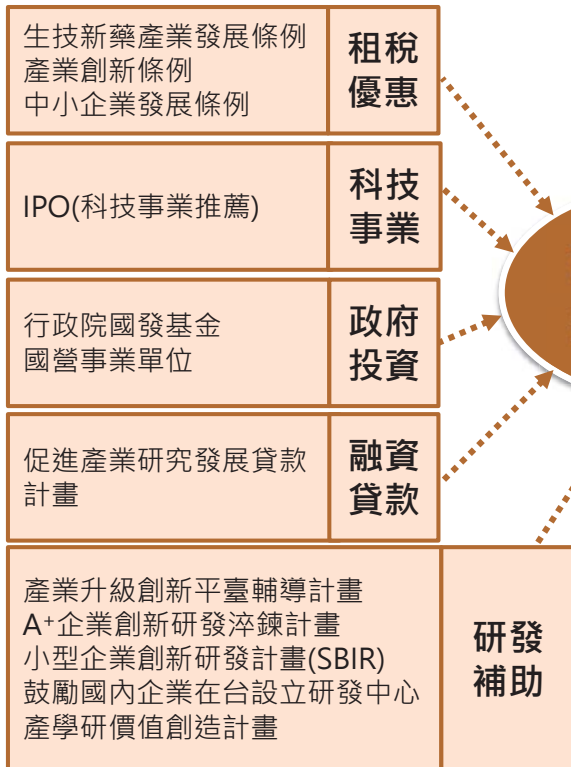 生技新藥產業發展條例
產業創新條例
中小企業發展條例
租稅
優惠
IPO(科技事業推薦)
科技
事業
行政院國發基金
國營事業單位
政府
投資
促進產業研究發展貸款
計畫
融資
貸款
產業升級創新平臺輔導計畫
A+企業創新研發淬鍊計畫
小型企業創新研發計畫(SBIR)
鼓勵國內企業在台設立研發中心
產學研價值創造計畫
研發
補助